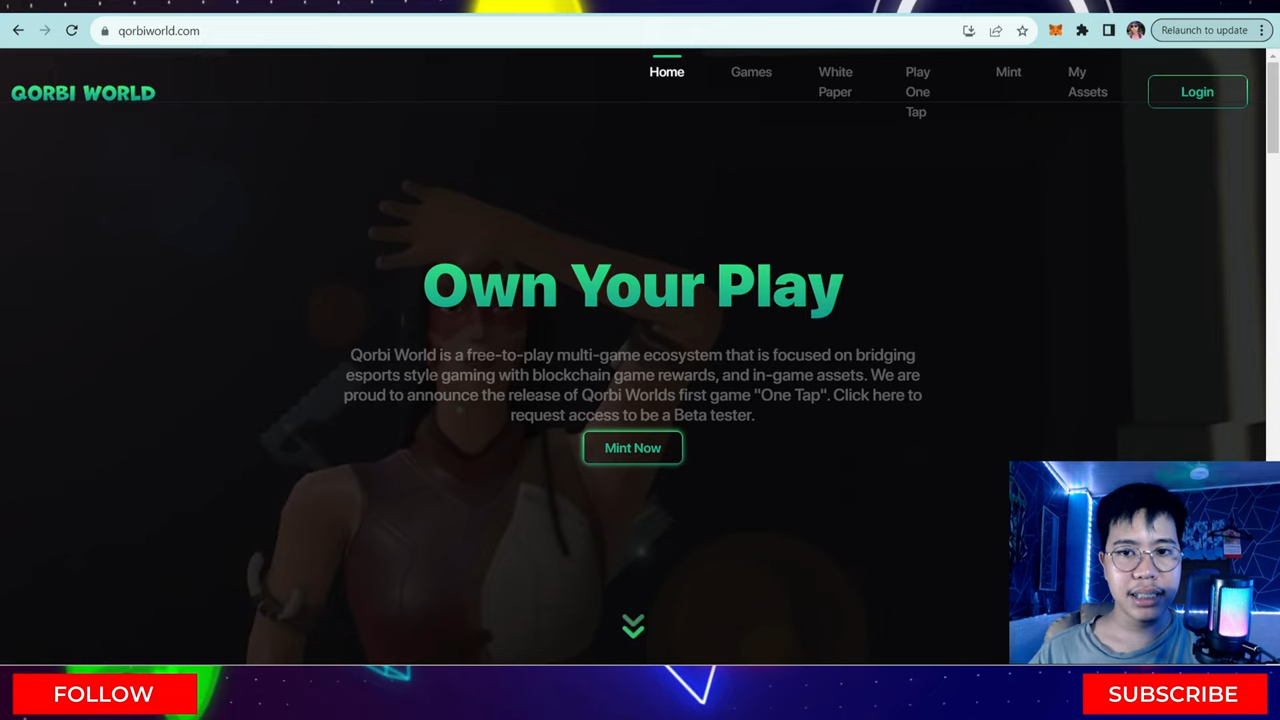 qorbiworld.com
Relaunch to update
QORBI WORLD
Home
Games
White
Paper
Play
One
Tap
Mint
My
Assets
Login
Own Your Play
Qorbi World is a free-to-play multi-game ecosystem that is focused on bridging
esports style gaming with blockchain game rewards, and in-game assets. We are
proud to announce the release of Qorbi Worlds first game "One Tap". Click here to
request access to be a Beta tester.
Mint Now
FOLLOW
SUBSCRIBE